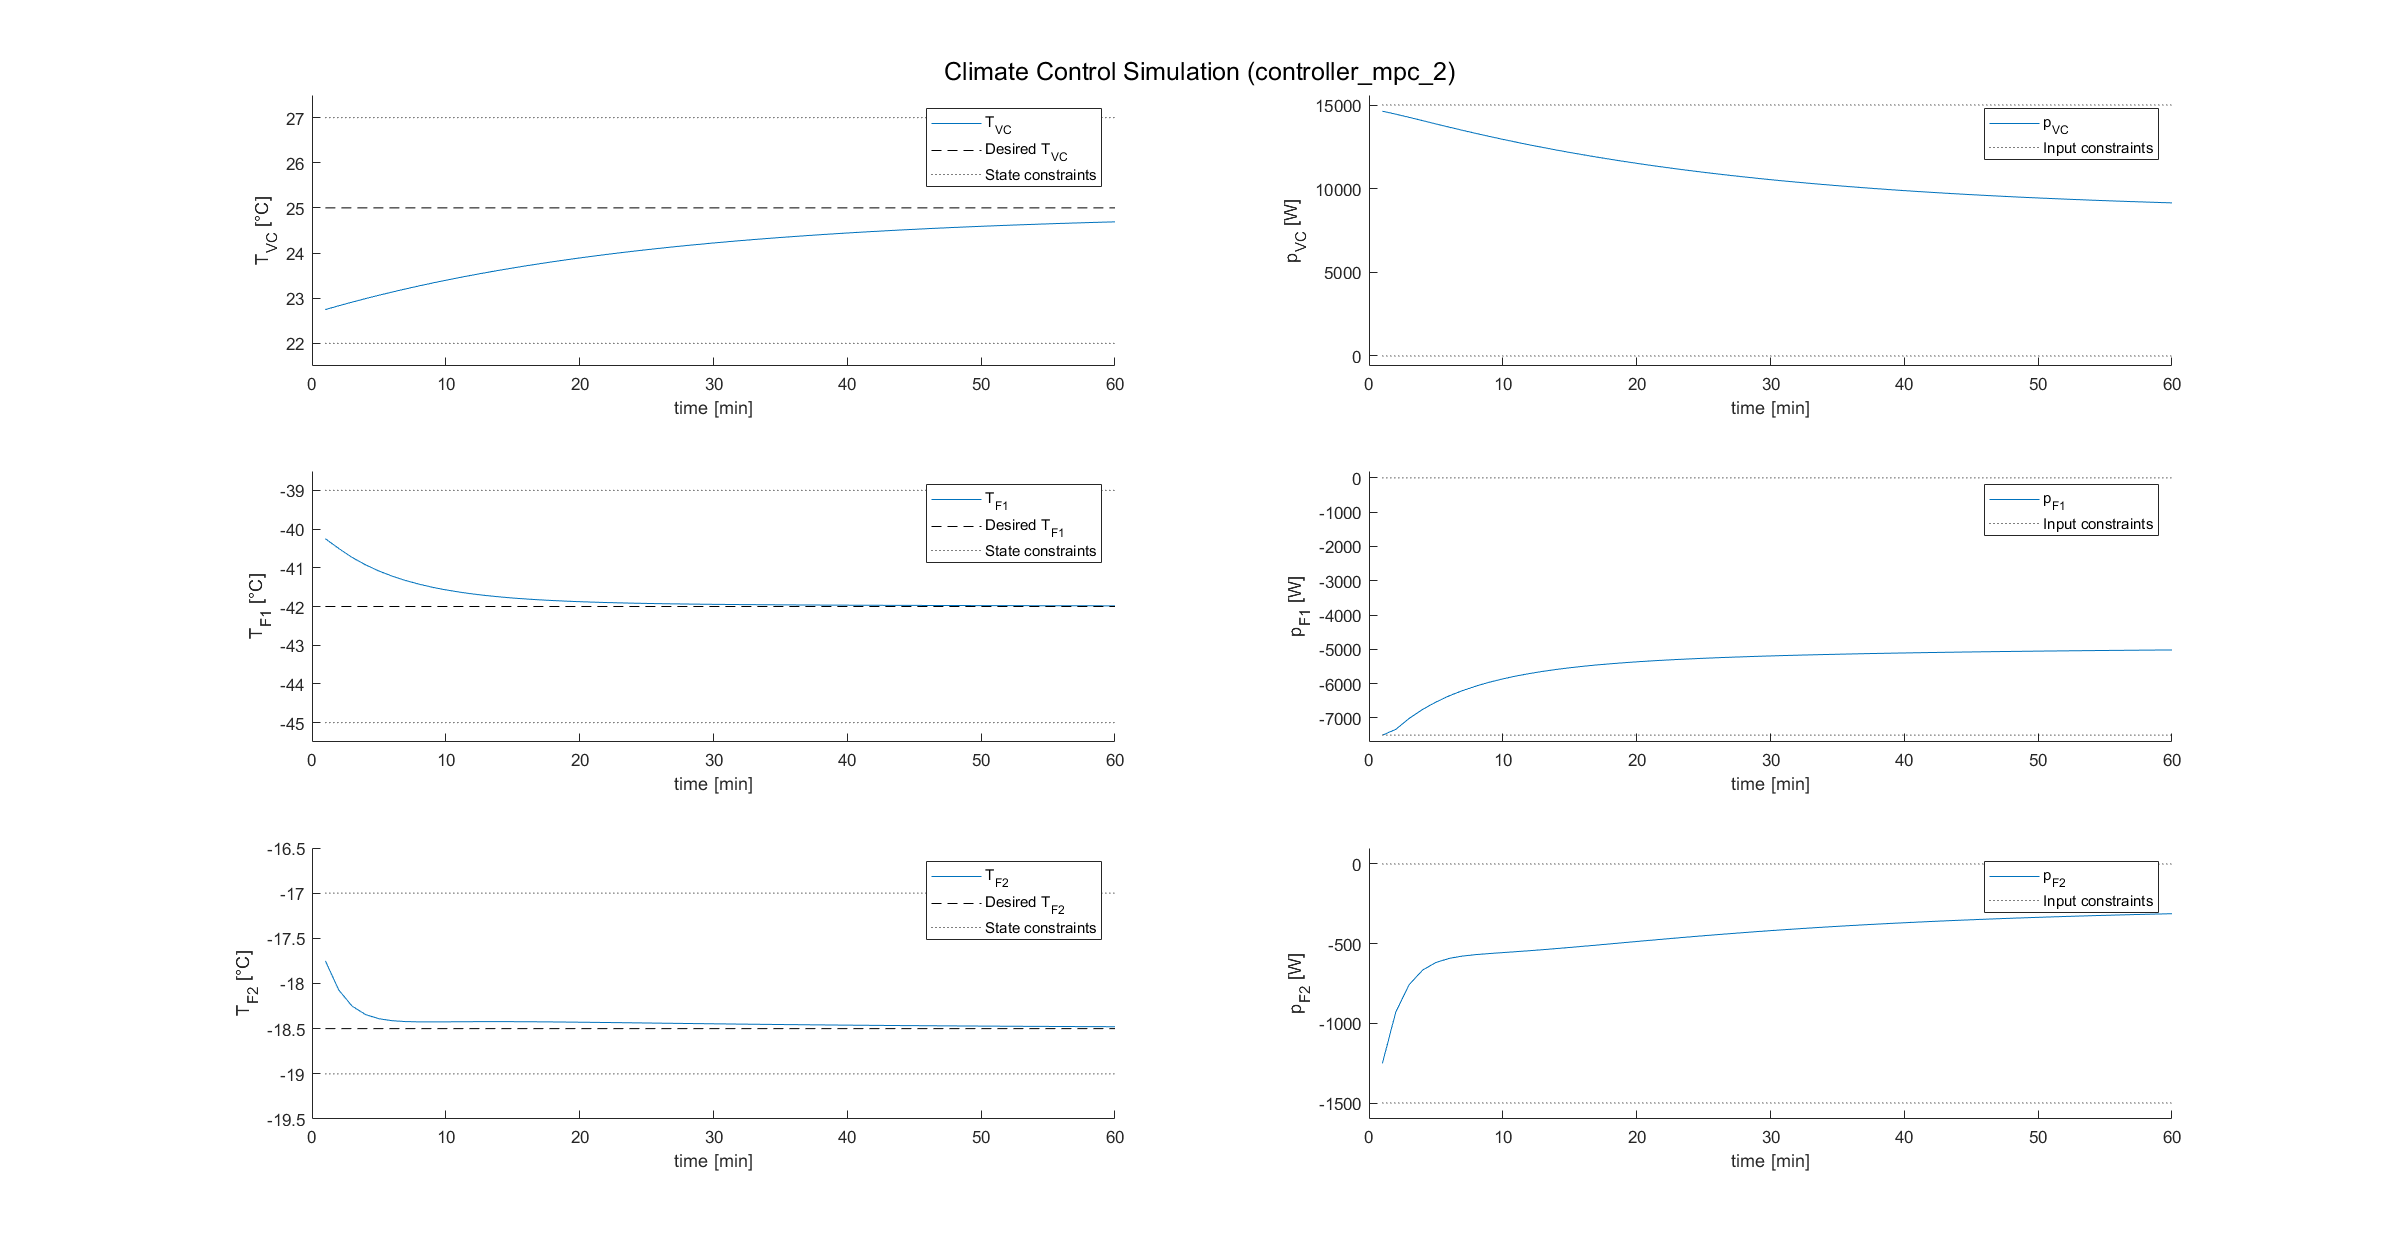 Climate Control Simulation (controller_mpc_2)
27
26
25
24
23
22
T_VC [°C]
T_VC
Desired T_VC
State constraints
0 10 20 30 40 50 60
time [min]
15000
10000
5000
0
p_VC [W]
p_VC
Input constraints
0 10 20 30 40 50 60
time [min]
-39
-40
-41
-42
-43
-44
-45
T_F1 [°C]
T_F1
Desired T_F1
State constraints
0 10 20 30 40 50 60
time [min]
0
-1000
-2000
-3000
-4000
-5000
-6000
-7000
p_F1 [W]
p_F1
Input constraints
0 10 20 30 40 50 60
time [min]
-16.5
-17
-17.5
-18
-18.5
-19
-19.5
T_F2 [°C]
T_F2
Desired T_F2
State constraints
0 10 20 30 40 50 60
time [min]
0
-500
-1000
-1500
p_F2 [W]
p_F2
Input constraints
0 10 20 30 40 50 60
time [min]